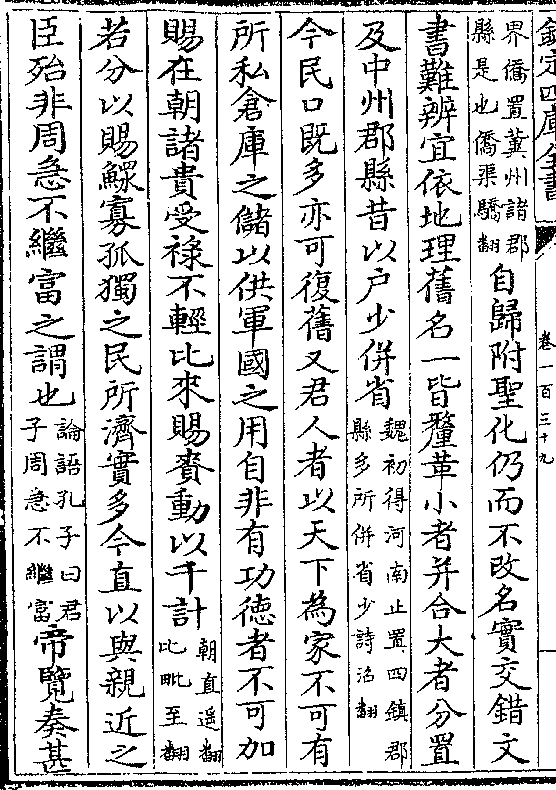 欽定四庫全書
卷一百三十九
界僑置冀州諸郡
縣是也僑渠驕翻
自歸附聖化仍而不改名實交錯文
書難辨宜依地理舊名一皆釐革小者并合大者分置
及中州郡縣昔以户少併省
魏初得河南止置四鎮郡
縣多所併省少詩沼翻
今民口既多亦可復舊又君人者以天下為家不可有
所私倉庫之儲以供軍國之用自非有功德者不可加
賜在朝諸貴受祿不輕比來賜賚動以千計
朝直遥翻
比毗至翻
若分以賜鰥寡孤獨之民所濟實多今直以與親近之
臣殆非周急不繼富之謂也
論語孔子曰君
子周急不繼富
帝覽奏甚